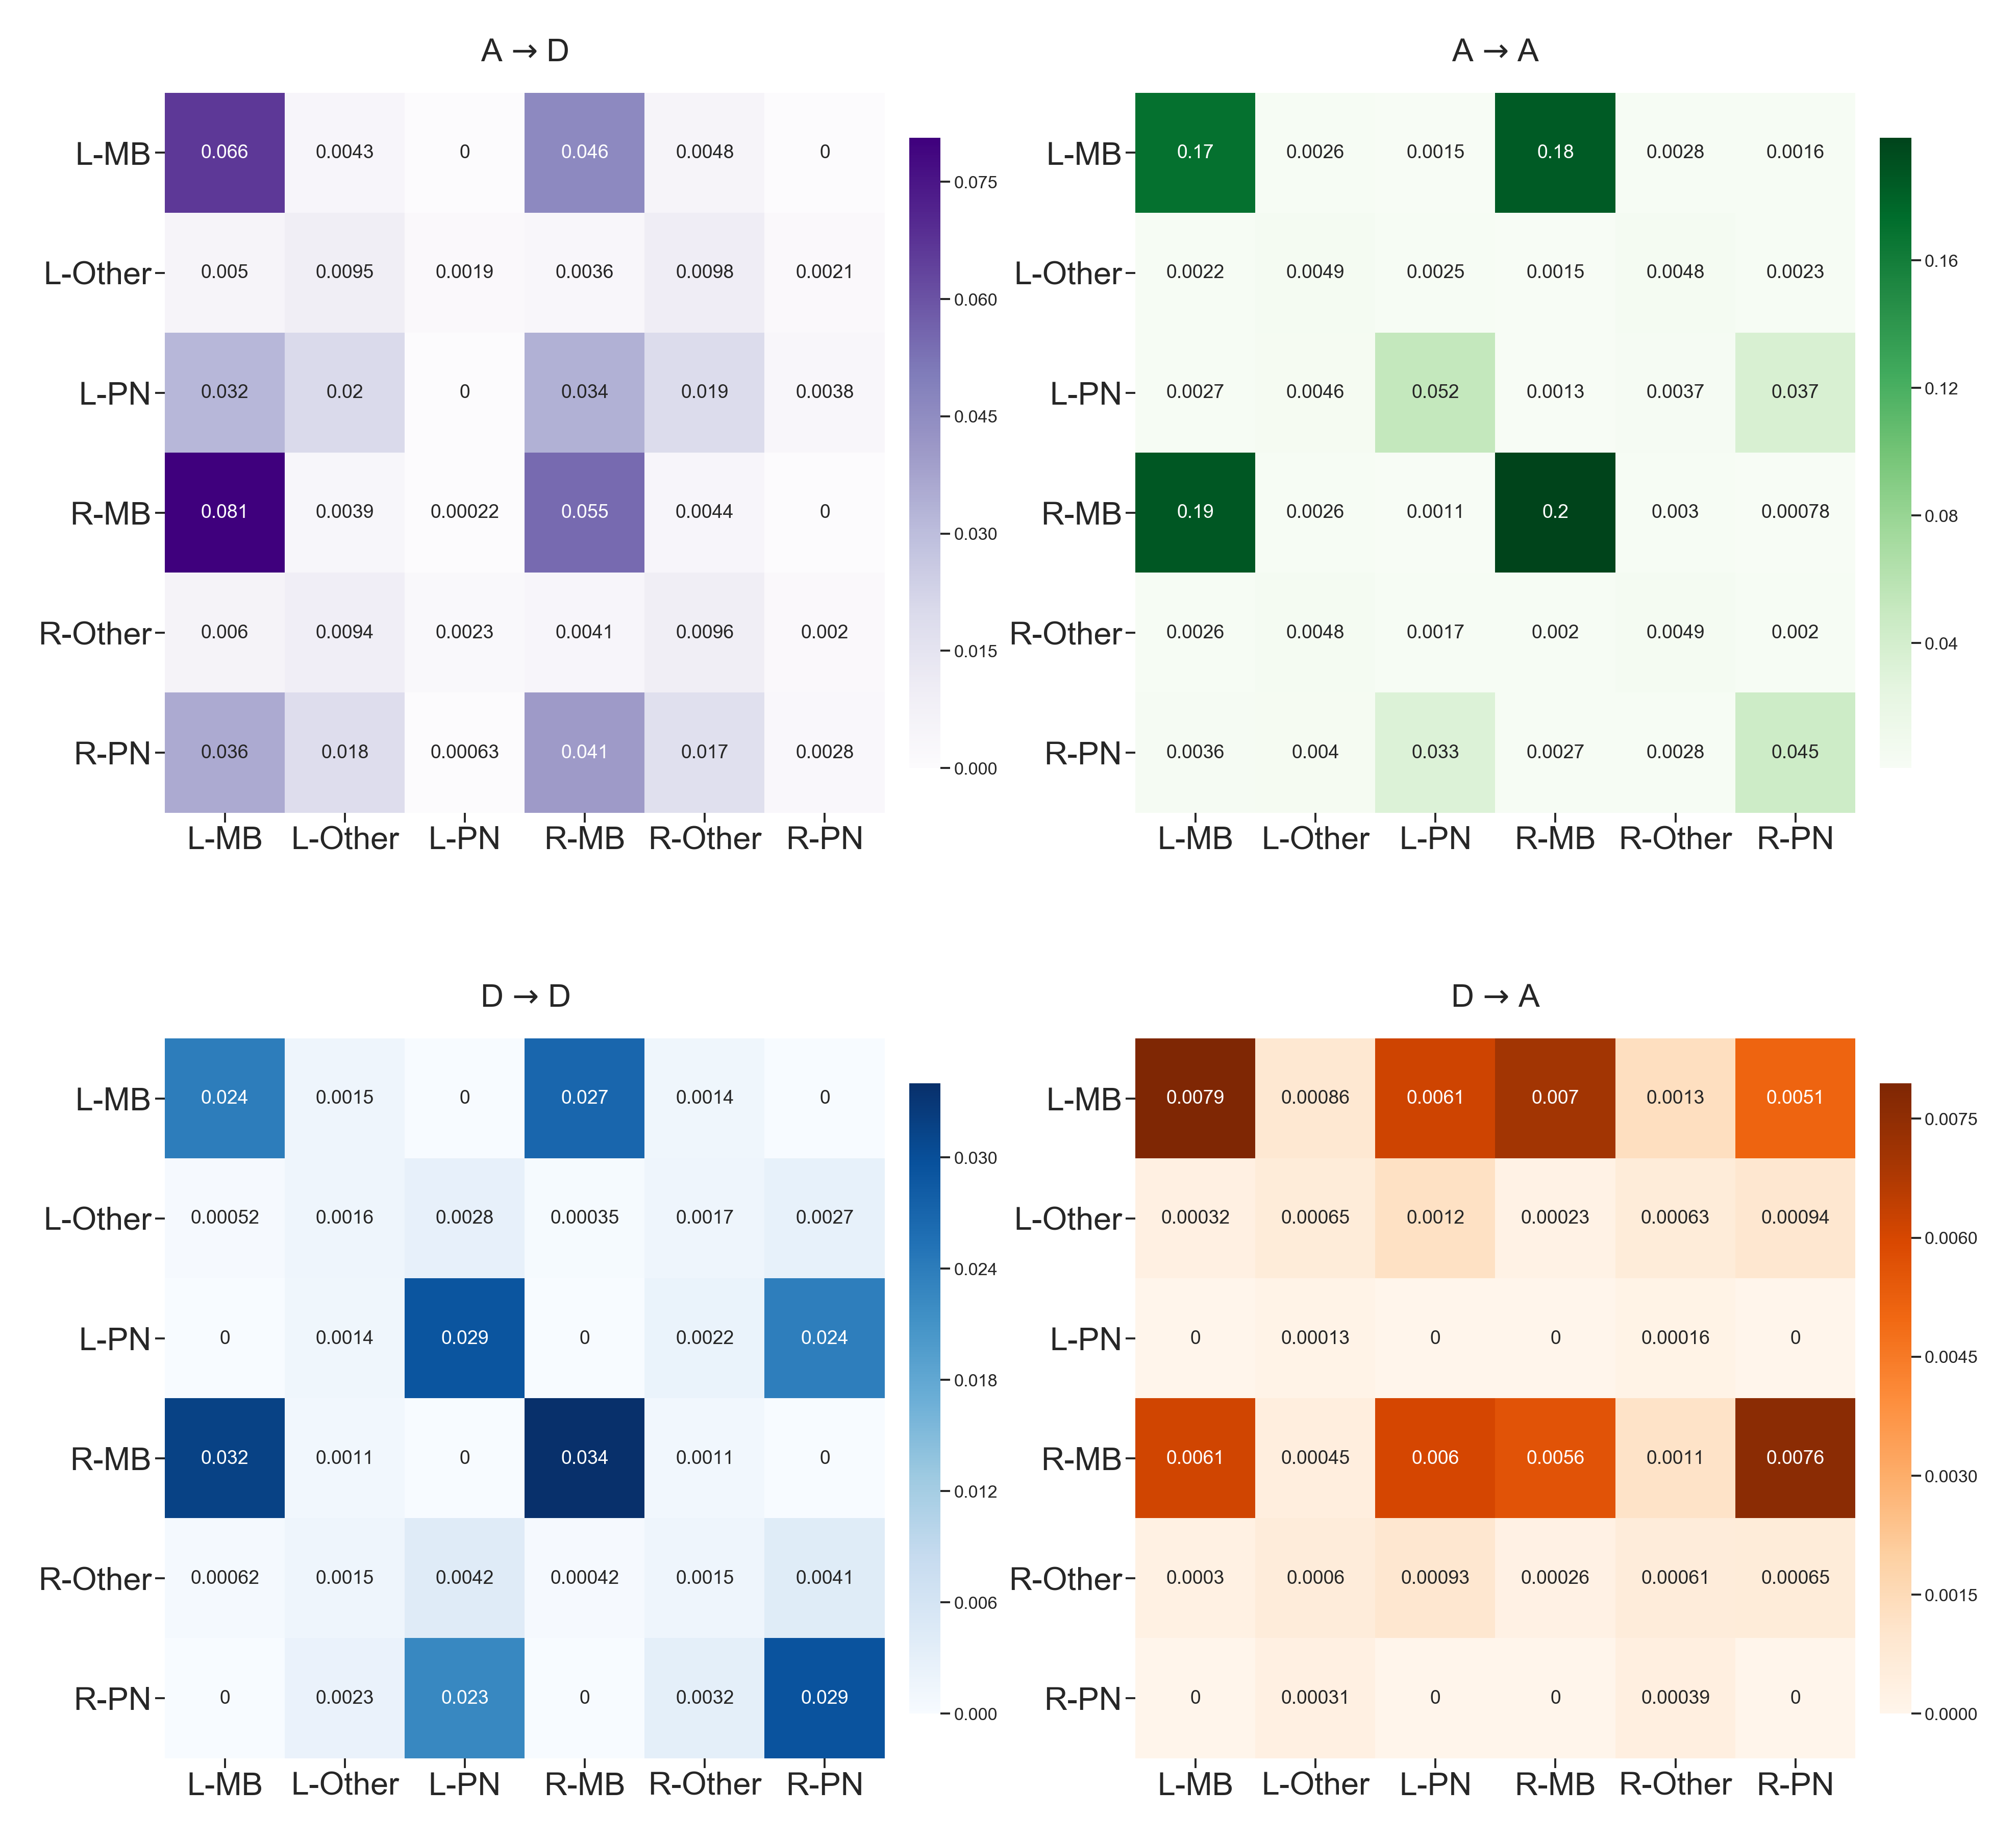 A → D
L-MB 0.066 0.0043 0 0.046 0.0048 0
L-Other 0.005 0.0095 0.0019 0.0036 0.0098 0.0021
L-PN 0.032 0.02 0 0.034 0.019 0.0038
R-MB 0.081 0.0039 0.00022 0.055 0.0044 0
R-Other 0.006 0.0094 0.0023 0.0041 0.0096 0.002
R-PN 0.036 0.018 0.00063 0.041 0.017 0.0028
L-MB L-Other L-PN R-MB R-Other R-PN
0.075
0.060
0.045
0.030
0.015
0.000
A → A
L-MB 0.17 0.0026 0.0015 0.18 0.0028 0.0016
L-Other 0.0022 0.0049 0.0025 0.0015 0.0048 0.0023
L-PN 0.0027 0.0046 0.052 0.0013 0.0037 0.037
R-MB 0.19 0.0026 0.0011 0.2 0.003 0.00078
R-Other 0.0026 0.0048 0.0017 0.002 0.0049 0.002
R-PN 0.0036 0.004 0.033 0.0027 0.0028 0.045
L-MB L-Other L-PN R-MB R-Other R-PN
0.16
0.12
0.08
0.04
D → D
L-MB 0.024 0.0015 0 0.027 0.0014 0
L-Other 0.00052 0.0016 0.0028 0.00035 0.0017 0.0027
L-PN 0 0.0014 0.029 0 0.0022 0.024
R-MB 0.032 0.0011 0 0.034 0.0011 0
R-Other 0.00062 0.0015 0.0042 0.00042 0.0015 0.0041
R-PN 0 0.0023 0.023 0 0.0032 0.029
L-MB L-Other L-PN R-MB R-Other R-PN
0.030
0.024
0.018
0.012
0.006
0.000
D → A
L-MB 0.0079 0.00086 0.0061 0.007 0.0013 0.0051
L-Other 0.00032 0.00065 0.0012 0.00023 0.00063 0.00094
L-PN 0 0.00013 0 0 0.00016 0
R-MB 0.0061 0.00045 0.006 0.0056 0.0011 0.0076
R-Other 0.0003 0.0006 0.00093 0.00026 0.00061 0.00065
R-PN 0 0.00031 0 0 0.00039 0
L-MB L-Other L-PN R-MB R-Other R-PN
0.0075
0.0060
0.0045
0.0030
0.0015
0.0000